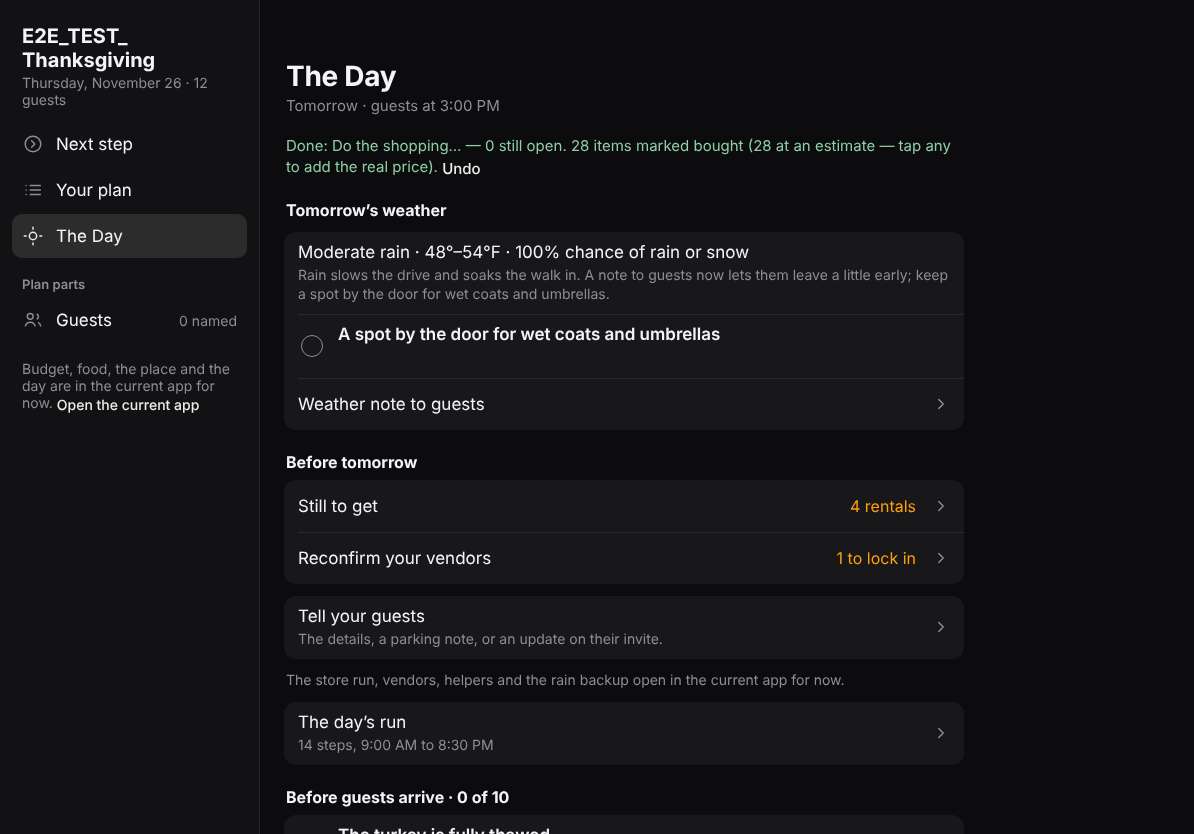 E2E_TEST_
Thanksgiving
Thursday, November 26 · 12
guests
Next step
Your plan
The Day
Plan parts
Guests 0 named
Budget, food, the place and the
day are in the current app for
now. Open the current app
The Day
Tomorrow · guests at 3:00 PM
Done: Do the shopping... — 0 still open. 28 items marked bought (28 at an estimate — tap any
to add the real price). Undo
Tomorrow’s weather
Moderate rain · 48°–54°F · 100% chance of rain or snow
Rain slows the drive and soaks the walk in. A note to guests now lets them leave a little early; keep
a spot by the door for wet coats and umbrellas.
A spot by the door for wet coats and umbrellas
Weather note to guests
Before tomorrow
Still to get 4 rentals
Reconfirm your vendors 1 to lock in
Tell your guests
The details, a parking note, or an update on their invite.
The store run, vendors, helpers and the rain backup open in the current app for now.
The day’s run
14 steps, 9:00 AM to 8:30 PM
Before guests arrive · 0 of 10
The turkey is fully thawed